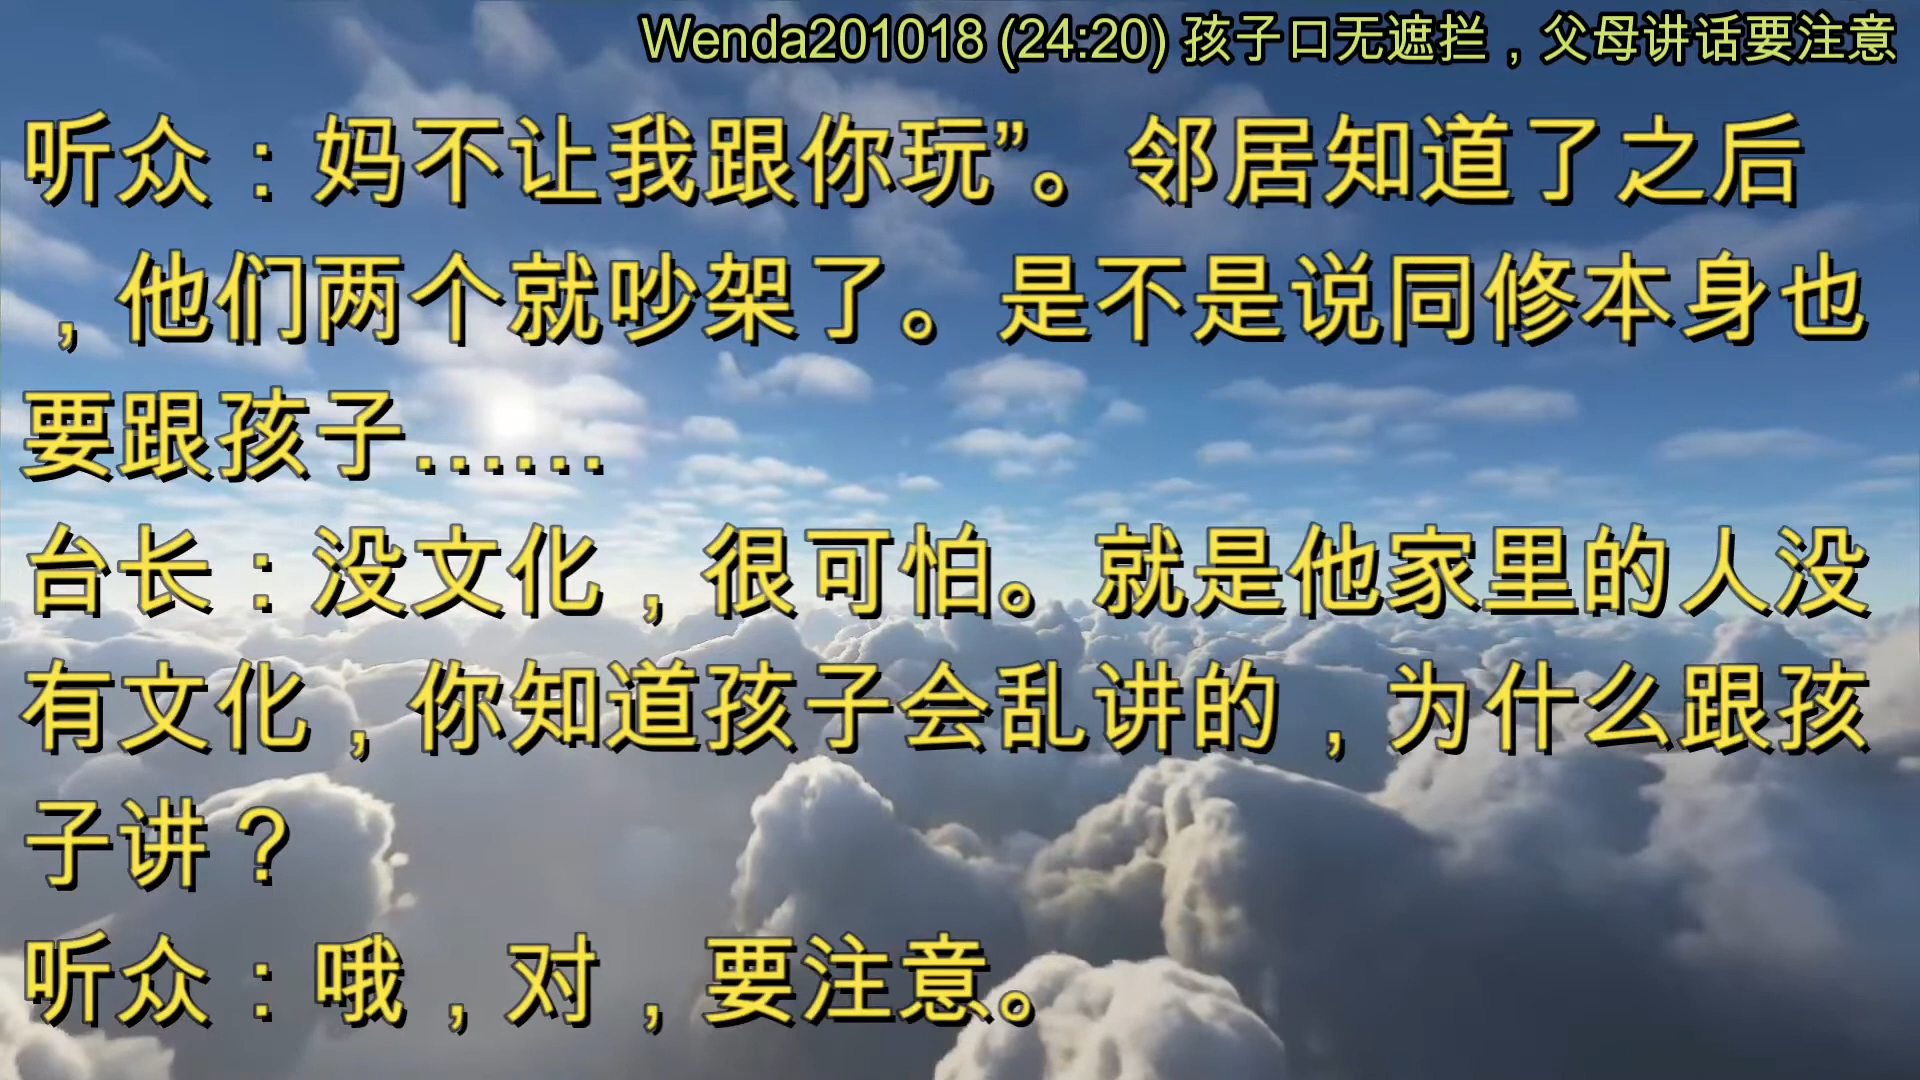 Wenda201018 (24:20) 孩子口无遮拦，父母讲话要注意
听众：妈不让我跟你玩”。邻居知道了之后
，他们两个就吵架了。是不是说同修本身也
要跟孩子……
台长：没文化，很可怕。就是他家里的人没
有文化，你知道孩子会乱讲的，为什么跟孩
子讲？
听众：哦，对，要注意。